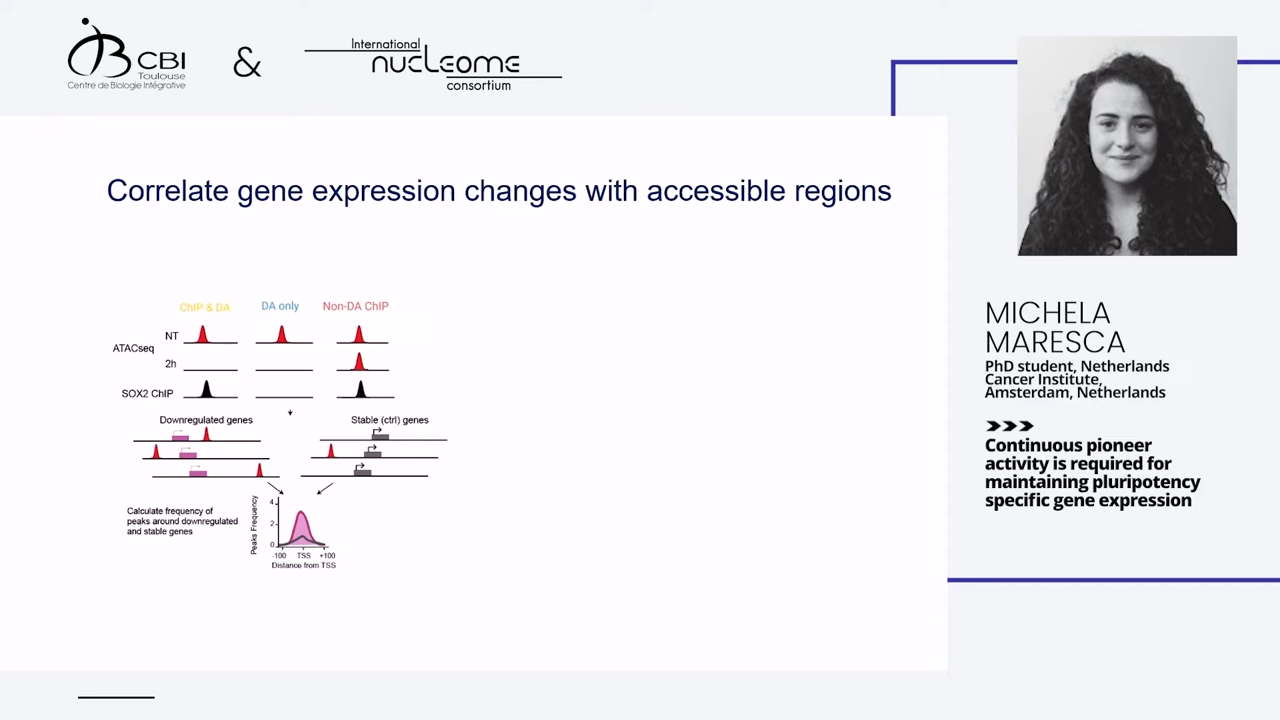 CBI
Toulouse
Centre de Biologie Intégrative
&
International
nucleome
consortium
Correlate gene expression changes with accessible regions
ChIP & DA
DA only
Non-DA ChIP
NT
ATACseq
2h
SOX2 ChIP
Downregulated genes
Stable (ctrl) genes
Calculate frequency of
peaks around downregulated
and stable genes
Peaks Frequency
4
2
0
-100 TSS +100
Distance from TSS
MICHELA
MARESCA
PhD student, Netherlands
Cancer Institute,
Amsterdam, Netherlands
Continuous pioneer
activity is required for
maintaining pluripotency
specific gene expression